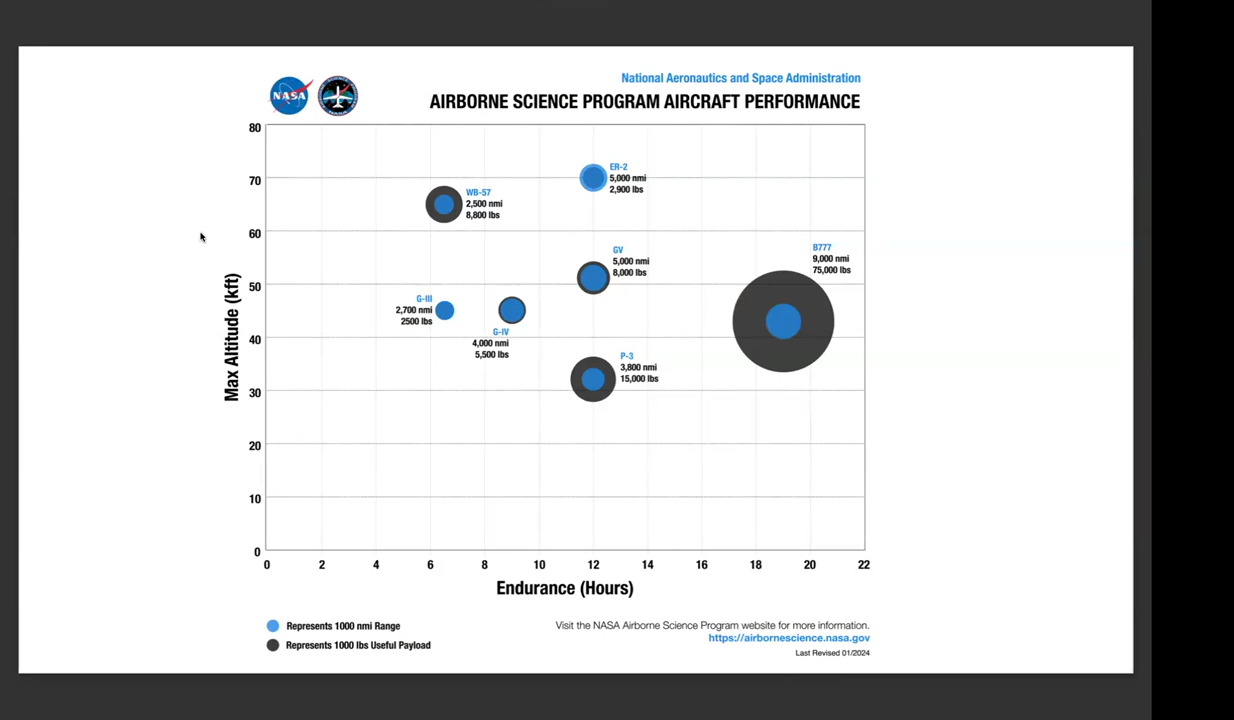 National Aeronautics and Space Administration
NASA
AIRBORNE SCIENCE PROGRAM AIRCRAFT PERFORMANCE
80
70
60
50
40
30
20
10
0
Max Altitude (kft)
ER-2
5,000 nmi
2,900 lbs
WB-57
2,500 nmi
8,800 lbs
GV
5,000 nmi
8,000 lbs
B777
9,000 nmi
75,000 lbs
G-III
2,700 nmi
2500 lbs
G-IV
4,000 nmi
5,500 lbs
P-3
3,800 nmi
15,000 lbs
0 2 4 6 8 10 12 14 16 18 20 22
Endurance (Hours)
Represents 1000 nmi Range
Represents 1000 lbs Useful Payload
Visit the NASA Airborne Science Program website for more information.
https://airbornescience.nasa.gov
Last Revised 01/2024